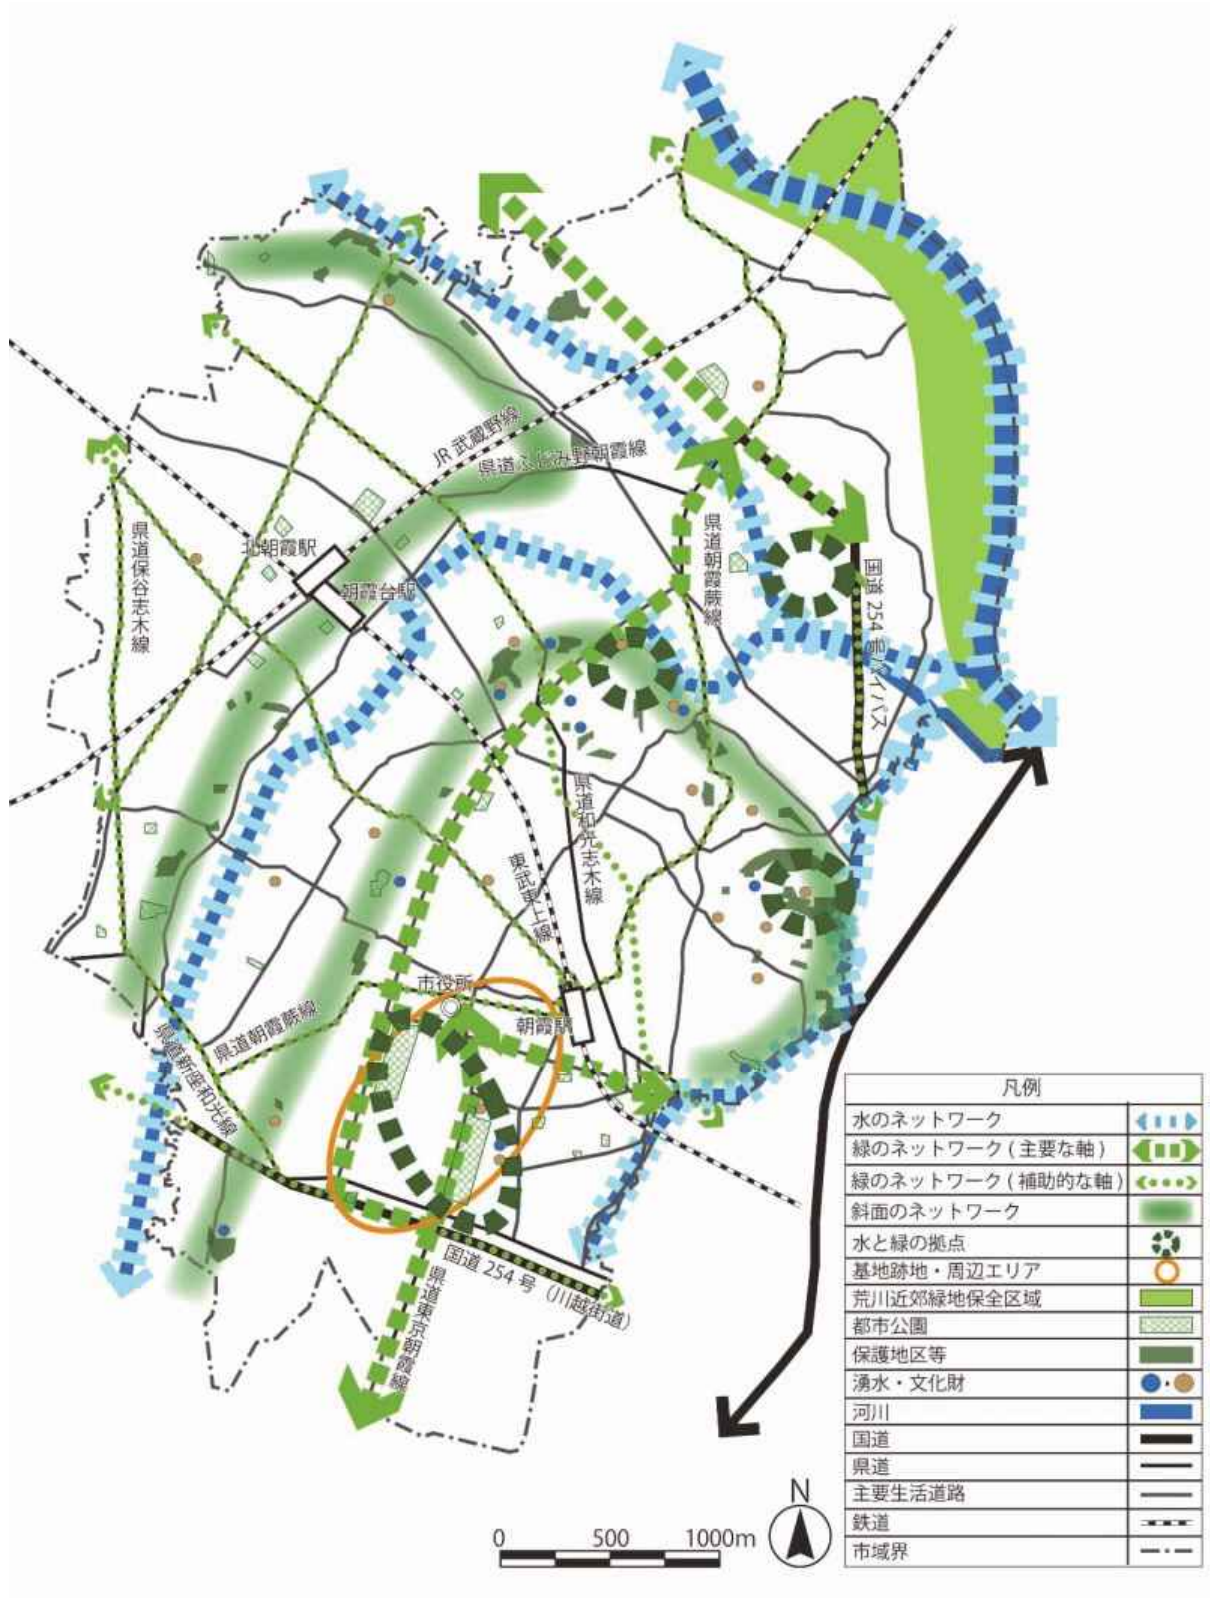 JR 武蔵野線
県道ふじみ野朝霞線
北朝霞駅
朝霞台駅
県道保谷志木線
県道朝霞蕨線
国道 254 号バイパス
県道和光志木線
東武東上線
市役所
朝霞駅
県道朝霞蕨線
県道新座和光線
国道 254 号（川越街道）
県道東京朝霞線
凡例
水のネットワーク
緑のネットワーク ( 主要な軸 )
緑のネットワーク ( 補助的な軸 )
斜面のネットワーク
水と緑の拠点
基地跡地・周辺エリア
荒川近郊緑地保全区域
都市公園
保護地区等
湧水・文化財
河川
国道
県道
主要生活道路
鉄道
市域界
N
0 500 1000m